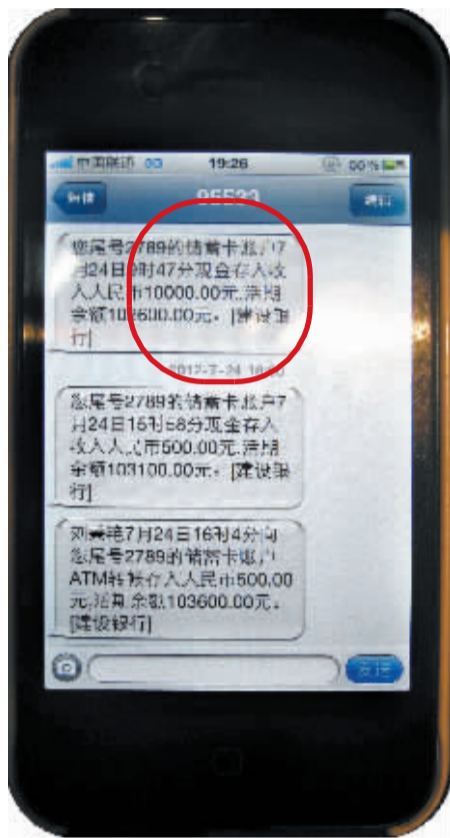 中国联通 3G 19:26 66%
短信 95533 编辑
您尾号2789的储蓄卡账户7
月24日9时47分现金存入收
入人民币10000.00元,活期
余额102600.00元。[建设银
行]
2012-7-24
您尾号2789的储蓄卡账户7
月24日15时58分现金存入
收入人民币500.00元,活期
余额103100.00元。[建设银
行]
7月24日16时4分向
您尾号2789的储蓄卡账户
ATM转账存入人民币500.00
元,活期余额103600.00元。
[建设银行]
发送